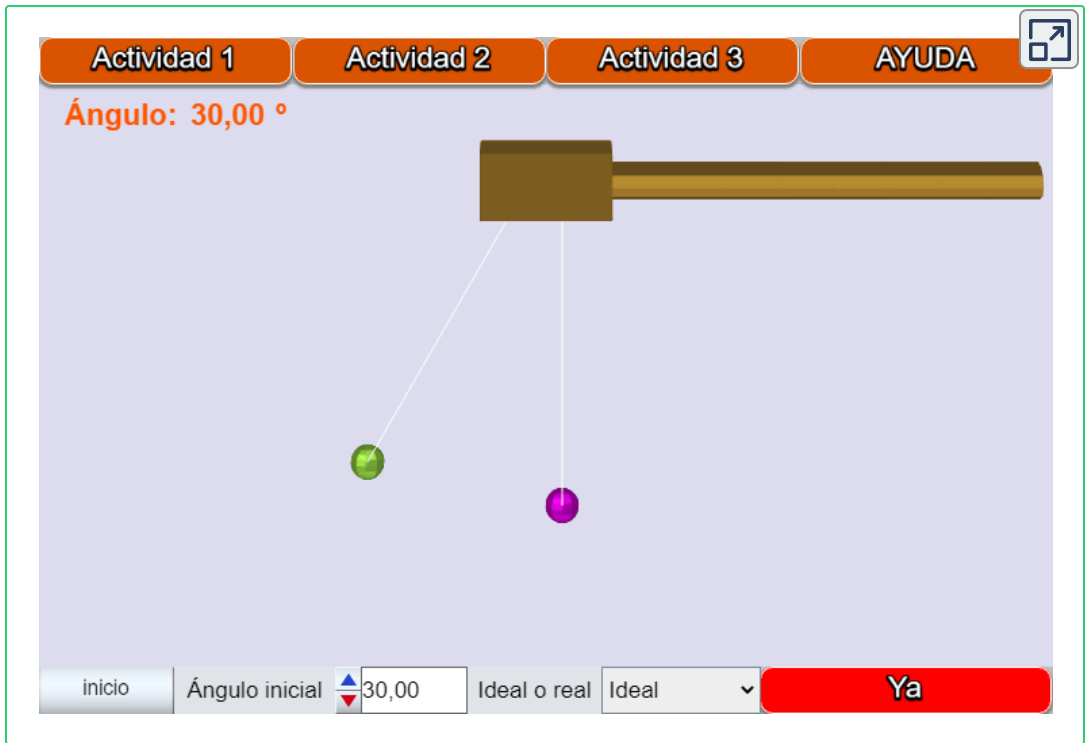 Actividad 1 Actividad 2 Actividad 3 AYUDA
Ángulo: 30,00 º
inicio Ángulo inicial 30,00 Ideal o real Ideal Ya